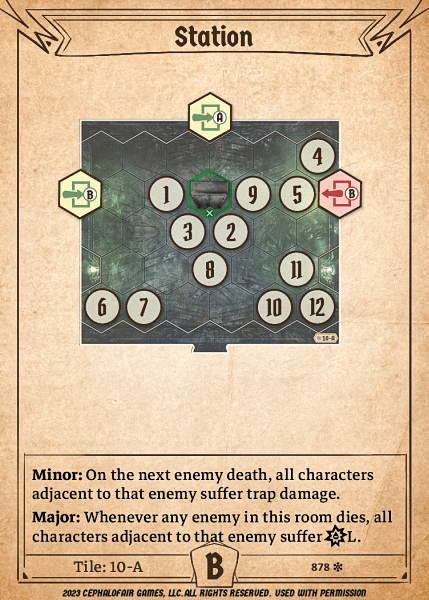 Station
A
4
B
1
9
5
B
3
2
8
11
6
7
10
12
10-A
Minor: On the next enemy death, all characters
adjacent to that enemy suffer trap damage.
Major: Whenever any enemy in this room dies, all
characters adjacent to that enemy suffer L.
Tile: 10-A
B
878
2023 CEPHALOFAIR GAMES, LLC. ALL RIGHTS RESERVED. USED WITH PERMISSION